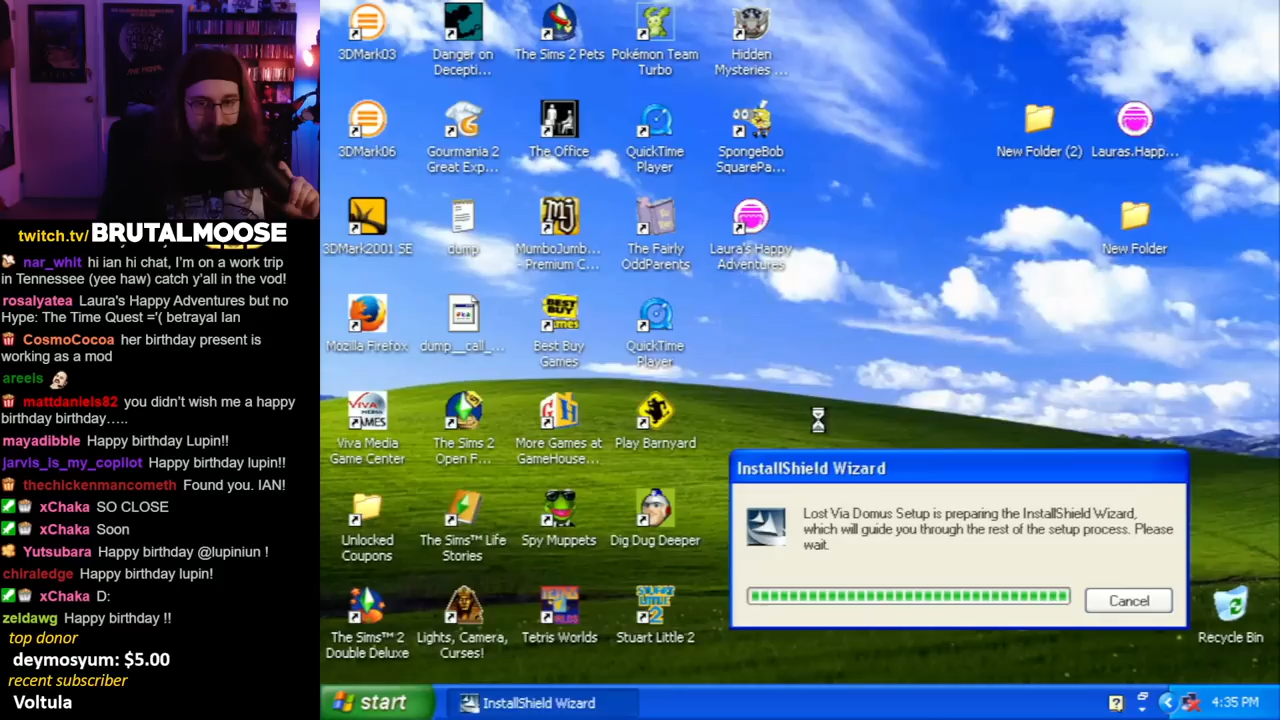 twitch.tv/BRUTALMOOSE
nar_whit hi ian hi chat, I'm on a work trip
in Tennessee (yee haw) catch y'all in the vod!
rosalyatea Laura's Happy Adventures but no
Hype: The Time Quest ='( betrayal Ian
CosmoCocoa her birthday present is
working as a mod
areels
mattdaniels82 you didn't wish me a happy
birthday birthday.....
mayadibble Happy Birthday Lupin!!
jarvis_is_my_copilot Happy birthday lupin!!
thechickenmancometh Found you. IAN!
xChaka SO CLOSE
xChaka Soon
Yutsubara Happy birthday @lupiniun !
chiraledge Happy birthday lupin!
xChaka D:
zeldawg Happy birthday !!
top donor
deymosyum: $5.00
recent subscriber
Voltula
3DMark03
Danger on
Decepti...
The Sims 2 Pets
Pokémon Team
Turbo
Hidden
Mysteries ...
3DMark06
Gourmania 2
Great Exp...
The Office
QuickTime
Player
SpongeBob
SquarePa...
New Folder (2)
Lauras.Happ...
3DMark2001 SE
dump
MumboJumb...
- Premium C...
The Fairly
OddParents
Laura's Happy
Adventures
New Folder
Mozilla Firefox
dump__call_...
Best Buy
Games
QuickTime
Player
Viva Media
Game Center
The Sims 2
Open F...
More Games at
GameHouse...
Play Barnyard
Unlocked
Coupons
The Sims™ Life
Stories
Spy Muppets
Dig Dug Deeper
The Sims™ 2
Double Deluxe
Lights, Camera,
Curses!
Tetris Worlds
Stuart Little 2
InstallShield Wizard
Lost Via Domus Setup is preparing the InstallShield Wizard,
which will guide you through the rest of the setup process. Please
wait.
Cancel
Recycle Bin
start
InstallShield Wizard
4:35 PM